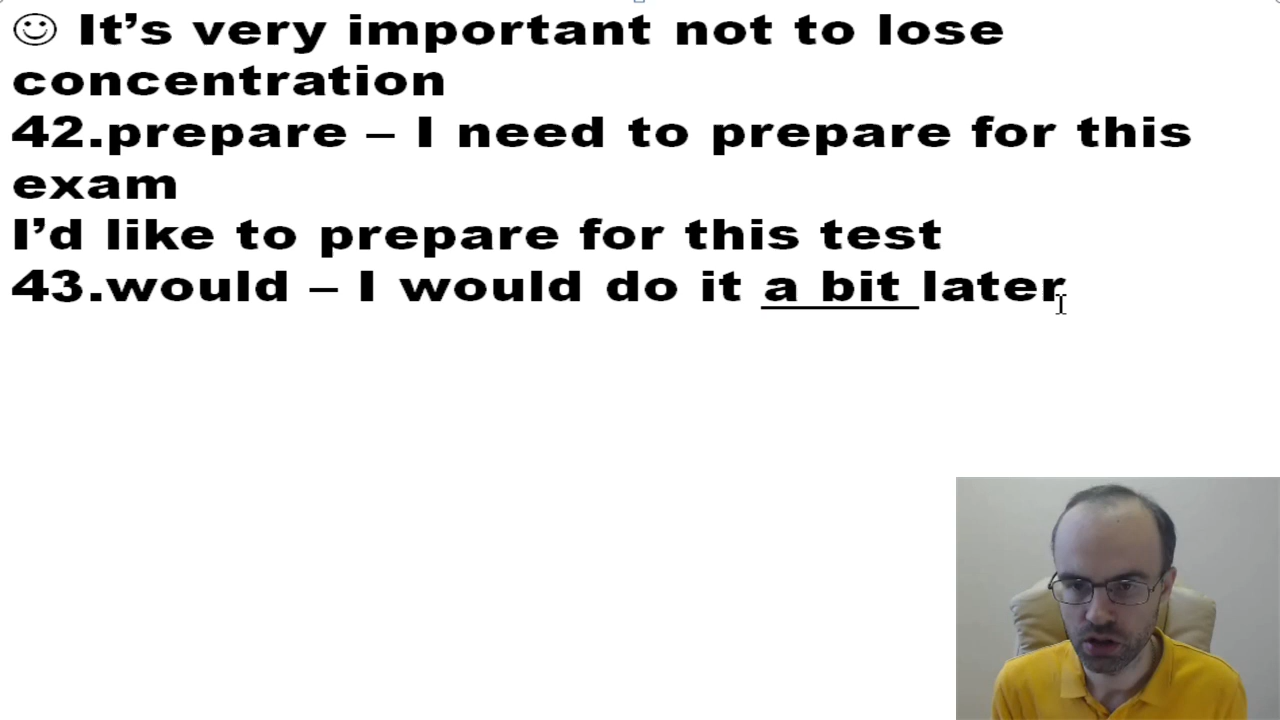 ☺ It's very important not to lose
concentration
42.prepare – I need to prepare for this
exam
I'd like to prepare for this test
43.would – I would do it a bit later